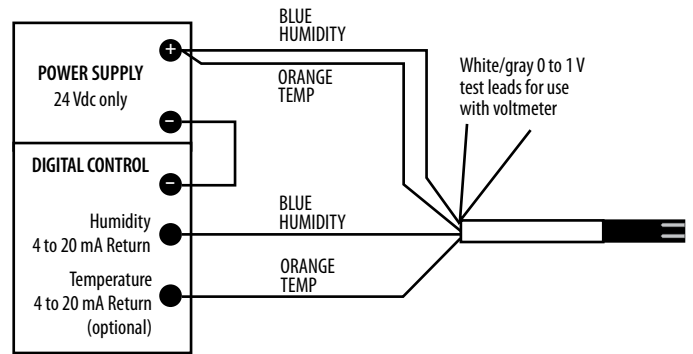 BLUE
HUMIDITY
+
POWER SUPPLY
24 Vdc only
ORANGE
TEMP
White/gray 0 to 1 V
test leads for use
with voltmeter
−
DIGITAL CONTROL
−
BLUE
HUMIDITY
Humidity
4 to 20 mA Return
ORANGE
TEMP
Temperature
4 to 20 mA Return
(optional)